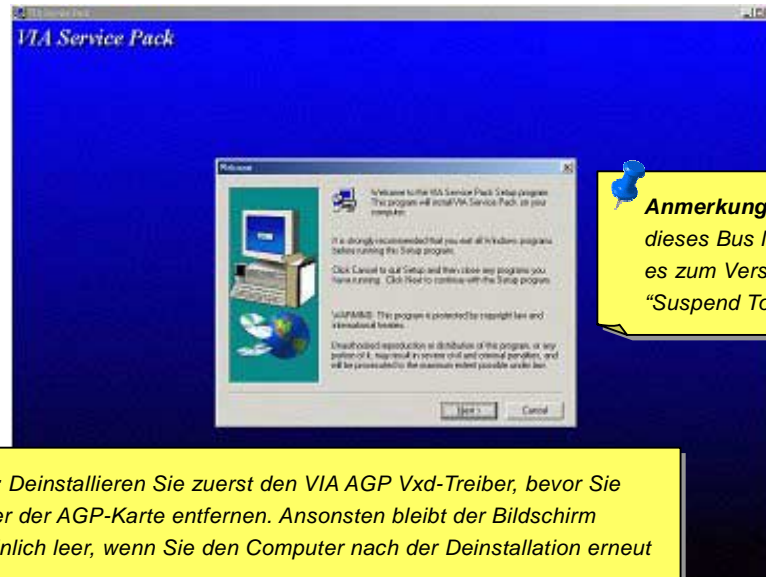 VIA Service Pack
VIA Service Pack
Welcome
Welcome to the VIA Service Pack Setup program.
This program will install VIA Service Pack on your
computer.
It is strongly recommended that you exit all Windows programs
before running this Setup program.
Click Cancel to quit Setup and then close any programs you
have running. Click Next to continue with the Setup program.
WARNING: This program is protected by copyright law and
international treaties.
Unauthorized reproduction or distribution of this program, or any
portion of it, may result in severe civil and criminal penalties, and
will be prosecuted to the maximum extent possible under law.
Next >
Cancel
Anmerkung
dieses Bus
es zum Vers
“Suspend To
: Deinstallieren Sie zuerst den VIA AGP Vxd-Treiber, bevor Sie
er der AGP-Karte entfernen. Ansonsten bleibt der Bildschirm
nlich leer, wenn Sie den Computer nach der Deinstallation erneut